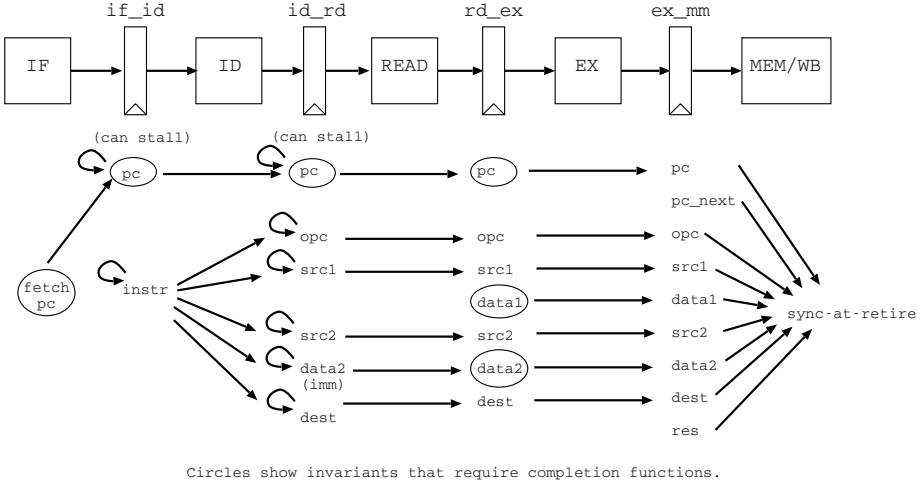 if_id id_rd rd_ex ex_mm
IF ID READ EX MEM/WB
(can stall) (can stall)
pc pc pc pc
pc_next
opc opc opc
fetch pc
instr
src1 src1 src1
data1 data1
sync-at-retire
src2 src2 src2
data2 data2 data2
(imm)
dest dest dest
res
Circles show invariants that require completion functions.